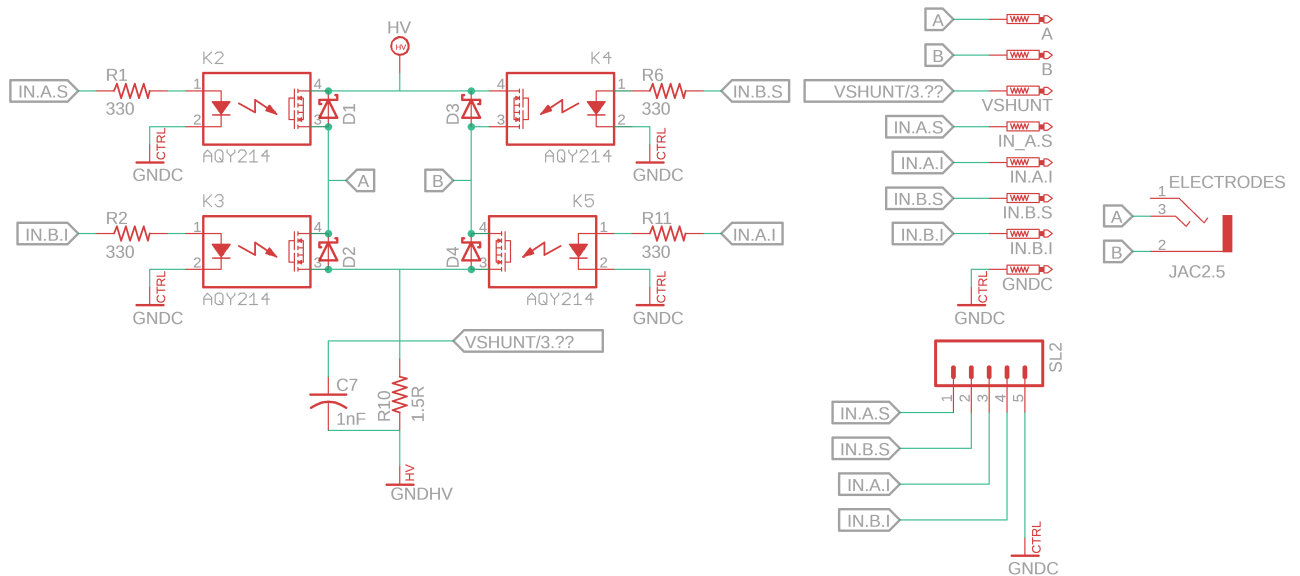 HV
HV
K2
K4
R1
R6
IN.A.S
1
4
4
1
IN.B.S
330
330
D1
D3
2
3
3
2
CTRL
CTRL
AQY214
AQY214
GNDC
GNDC
A
B
K3
K5
R2
R11
IN.B.I
1
4
4
1
IN.A.I
330
330
D2
D4
2
3
3
2
CTRL
CTRL
AQY214
AQY214
GNDC
GNDC
VSHUNT/3.??
C7
1nF
R10
1.5R
HV
GNDHV
A
A
B
B
VSHUNT/3.??
VSHUNT
IN.A.S
IN_A.S
IN.A.I
IN.A.I
IN.B.S
IN.B.S
IN.B.I
IN.B.I
CTRL
GNDC
GNDC
ELECTRODES
1
A
3
B
2
JAC2.5
SL2
1
2
3
4
5
IN.A.S
IN.B.S
IN.A.I
IN.B.I
CTRL
GNDC